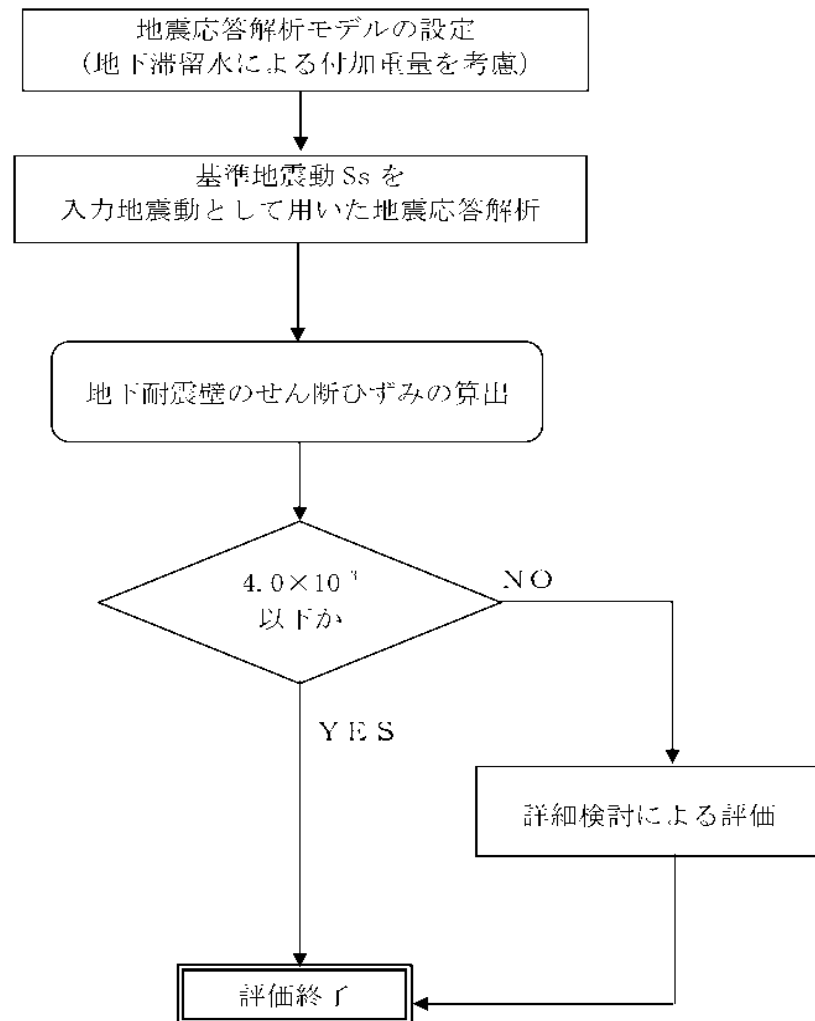 地震応答解析モデルの設定
(地下滞留水による付加重量を考慮)
基準地震動 Ss を
入力地震動として用いた地震応答解析
地下耐震壁のせん断ひずみの算出
4.0×10⁻³
以下か
NO
YES
詳細検討による評価
評価終了